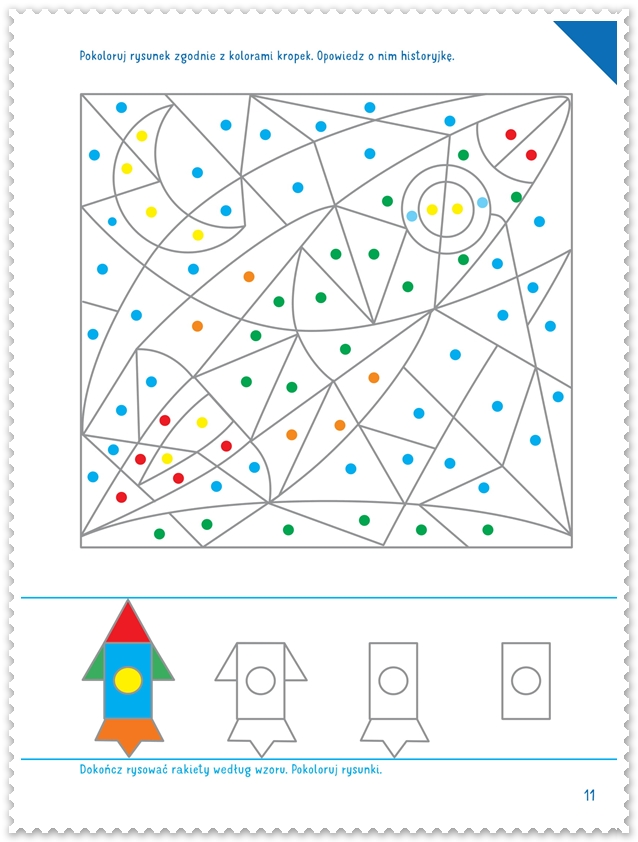 Pokoloruj rysunek zgodnie z kolorami kropek. Opowiedz o nim historyjkę.
Dokończ rysować rakiety według wzoru. Pokoloruj rysunki.
11